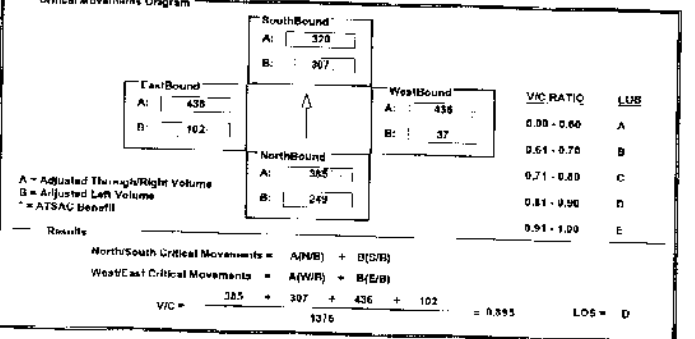 Critical Movements Diagram
SouthBound
A: 320
B: 307
EastBound
A: 436
B: 102
WestBound
A: 436
B: 37
NorthBound
A: 385
B: 249
V/C RATIO LOS
0.00 - 0.60 A
0.61 - 0.70 B
0.71 - 0.80 C
0.81 - 0.90 D
0.91 - 1.00 E
A = Adjusted Through/Right Volume
B = Adjusted Left Volume
* = ATSAC Benefit
Results
North/South Critical Movements = A(N/B) + B(S/B)
West/East Critical Movements = A(W/B) + B(E/B)
V/C = 385 + 307 + 436 + 102
1375 = 0.895 LOS = D